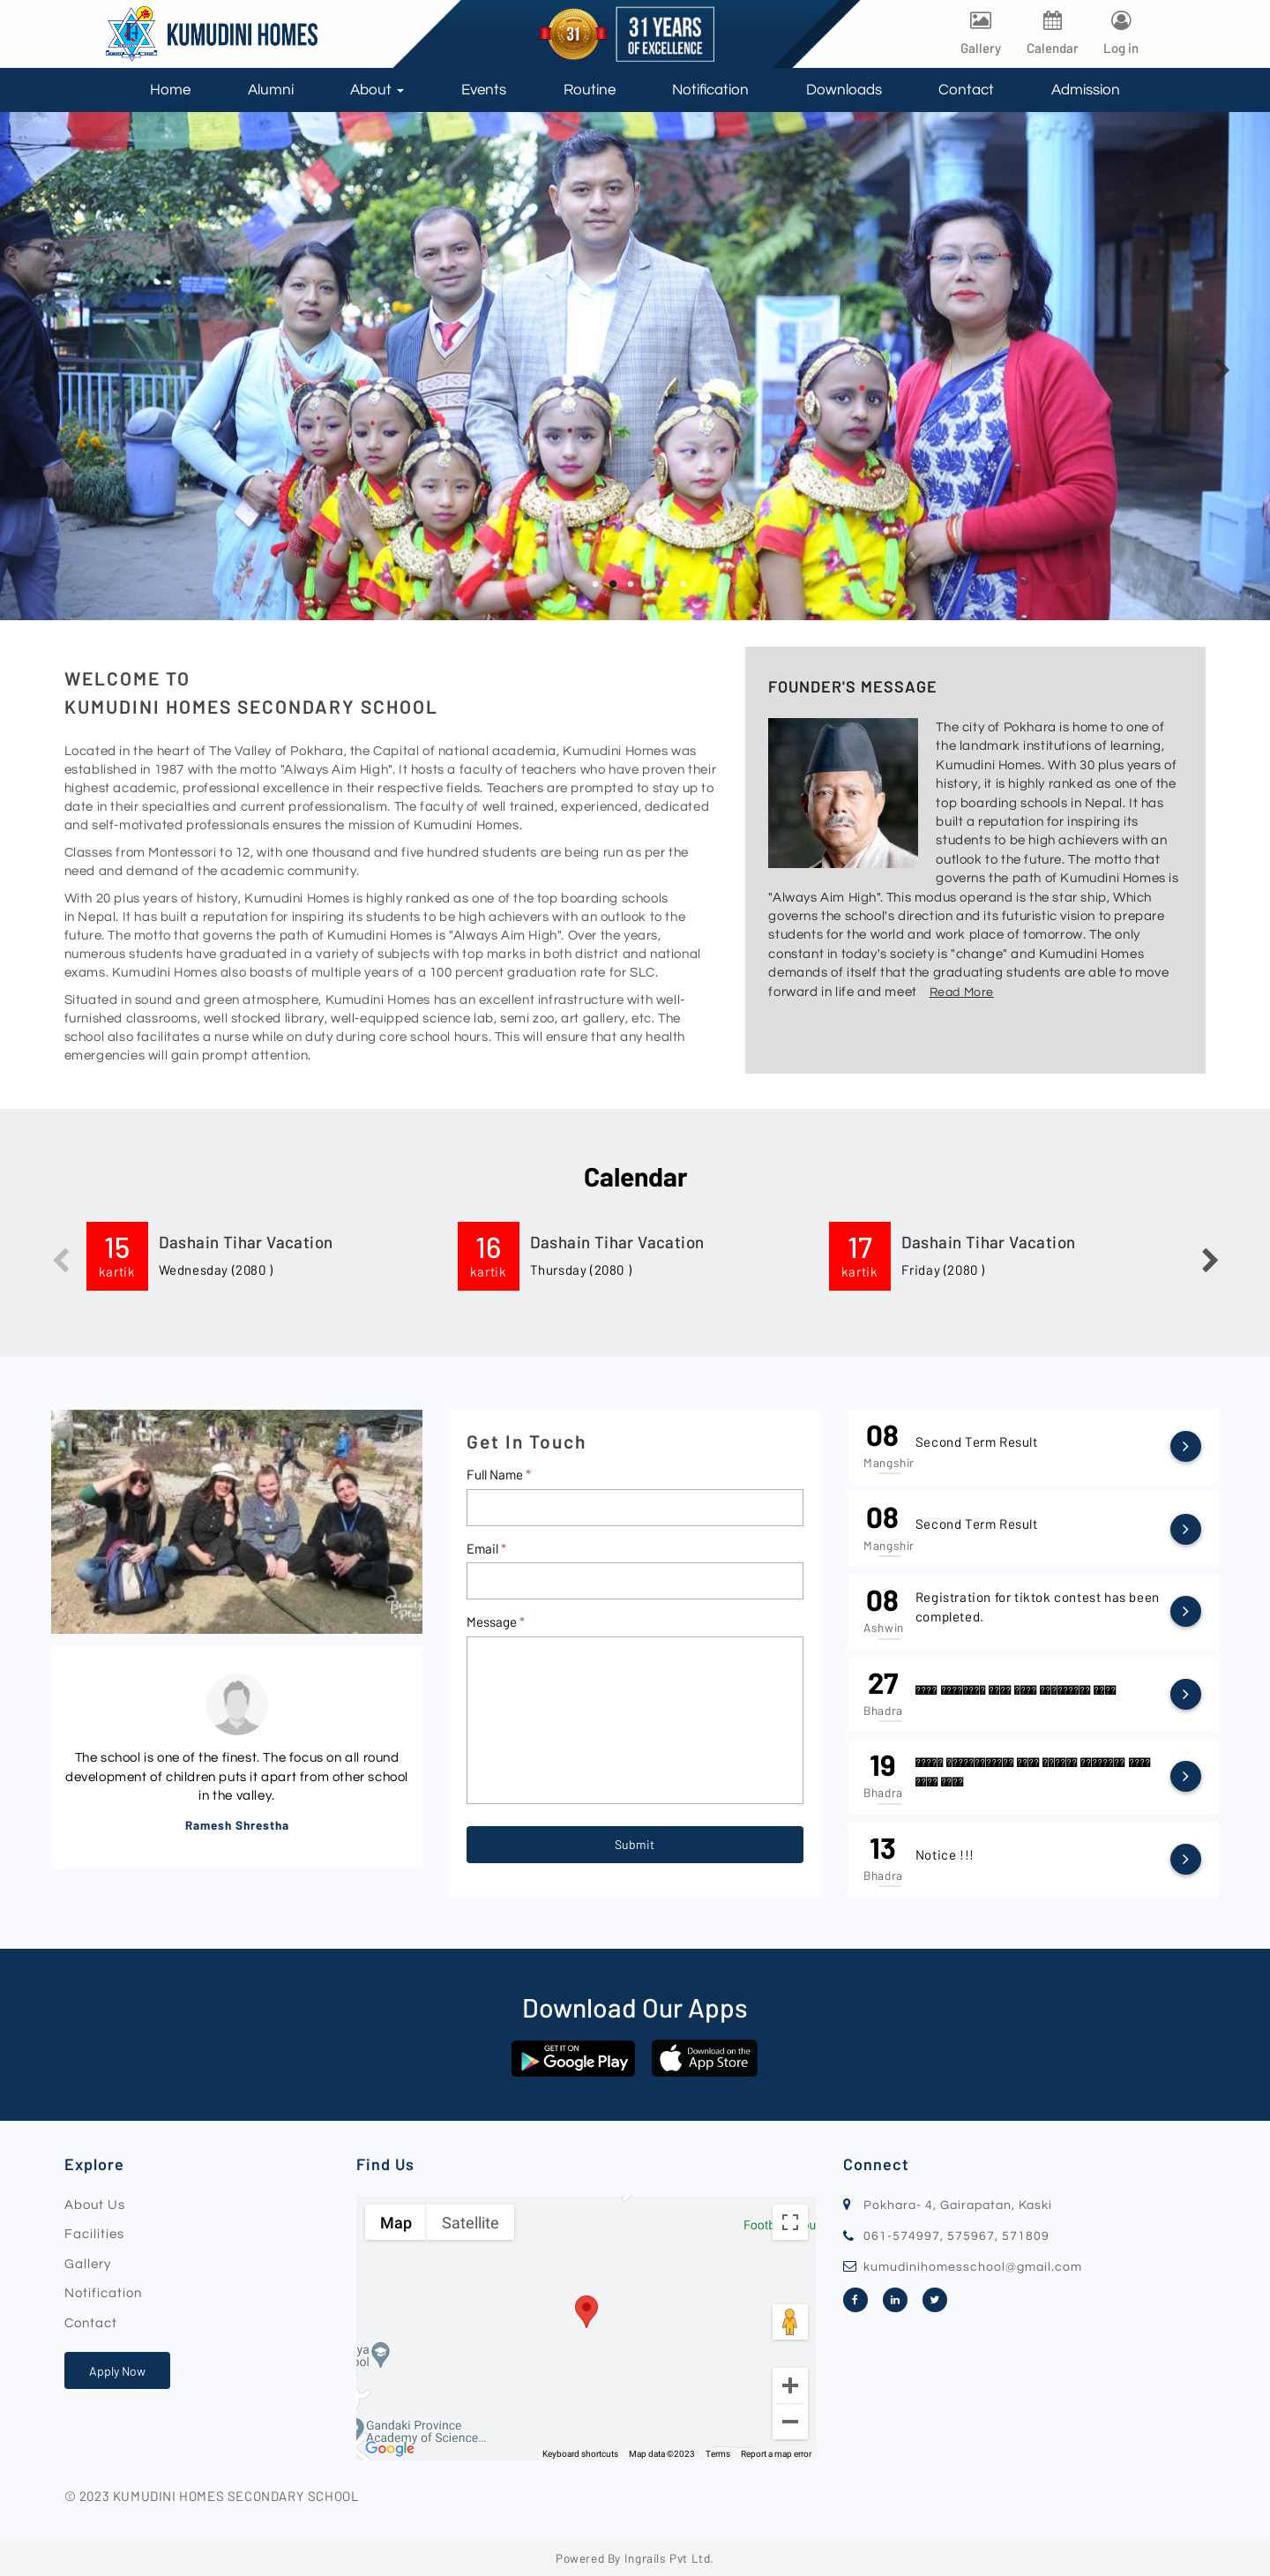 KUMUDINI HOMES
31
31 YEARS
OF EXCELLENCE
Gallery
Calendar
Log in
Home
Alumni
About
Events
Routine
Notification
Downloads
Contact
Admission
WELCOME TO
KUMUDINI HOMES SECONDARY SCHOOL
Located in the heart of The Valley of Pokhara, the Capital of national academia, Kumudini Homes was
established in 1987 with the motto "Always Aim High". It hosts a faculty of teachers who have proven their
highest academic, professional excellence in their respective fields. Teachers are prompted to stay up to
date in their specialties and current professionalism. The faculty of well trained, experienced, dedicated
and self-motivated professionals ensures the mission of Kumudini Homes.
Classes from Montessori to 12, with one thousand and five hundred students are being run as per the
need and demand of the academic community.
With 20 plus years of history, Kumudini Homes is highly ranked as one of the top boarding schools
in Nepal. It has built a reputation for inspiring its students to be high achievers with an outlook to the
future. The motto that governs the path of Kumudini Homes is "Always Aim High". Over the years,
numerous students have graduated in a variety of subjects with top marks in both district and national
exams. Kumudini Homes also boasts of multiple years of a 100 percent graduation rate for SLC.
Situated in sound and green atmosphere, Kumudini Homes has an excellent infrastructure with well-
furnished classrooms, well stocked library, well-equipped science lab, semi zoo, art gallery, etc. The
school also facilitates a nurse while on duty during core school hours. This will ensure that any health
emergencies will gain prompt attention.
FOUNDER'S MESSAGE
The city of Pokhara is home to one of
the landmark institutions of learning,
Kumudini Homes. With 30 plus years of
history, it is highly ranked as one of the
top boarding schools in Nepal. It has
built a reputation for inspiring its
students to be high achievers with an
outlook to the future. The motto that
governs the path of Kumudini Homes is
"Always Aim High". This modus operand is the star ship, Which
governs the school's direction and its futuristic vision to prepare
students for the world and work place of tomorrow. The only
constant in today's society is "change" and Kumudini Homes
demands of itself that the graduating students are able to move
forward in life and meet Read More
Calendar
15
kartik
Dashain Tihar Vacation
Wednesday (2080 )
16
kartik
Dashain Tihar Vacation
Thursday (2080 )
17
kartik
Dashain Tihar Vacation
Friday (2080 )
Beauty
Plus
The school is one of the finest. The focus on all round
development of children puts it apart from other school
in the valley.
Ramesh Shrestha
Get In Touch
Full Name *
Email *
Message *
Submit
08
Mangshir
Second Term Result
08
Mangshir
Second Term Result
08
Ashwin
Registration for tiktok contest has been
completed.
27
Bhadra
19
Bhadra
13
Bhadra
Notice !!!
Download Our Apps
GET IT ON
Google Play
Download on the
App Store
Explore
About Us
Facilities
Gallery
Notification
Contact
Apply Now
Find Us
Map
Satellite
Gandaki Province
Academy of Science...
Google
Keyboard shortcuts
Map data ©2023
Terms
Report a map error
Connect
Pokhara- 4, Gairapatan, Kaski
061-574997, 575967, 571809
kumudinihomesschool@gmail.com
© 2023 KUMUDINI HOMES SECONDARY SCHOOL
Powered By Ingrails Pvt Ltd.